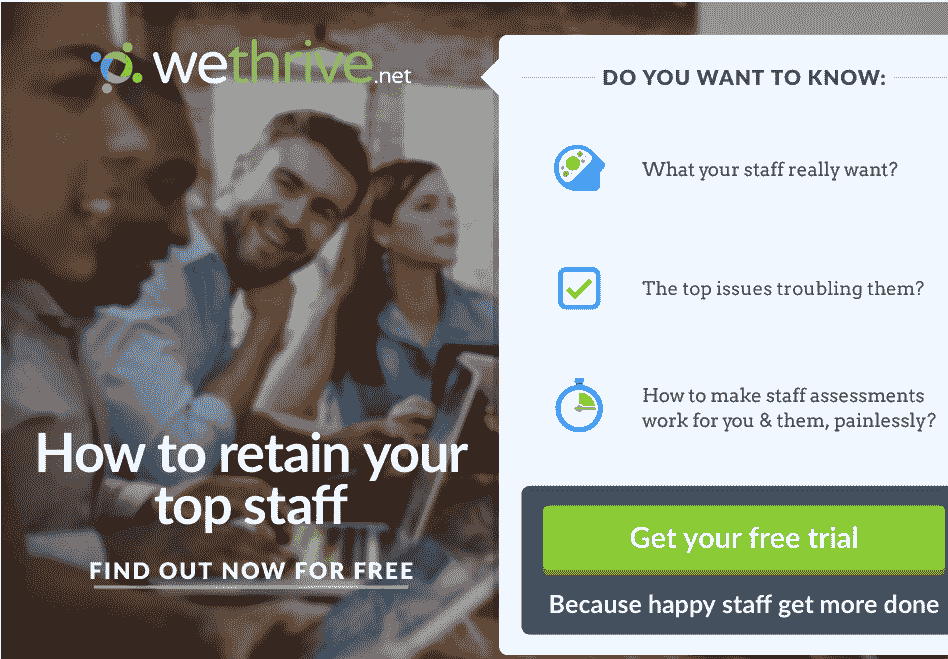 wethrive.net
How to retain your
top staff
FIND OUT NOW FOR FREE
DO YOU WANT TO KNOW:
What your staff really want?
The top issues troubling them?
How to make staff assessments
work for you & them, painlessly?
Get your free trial
Because happy staff get more done